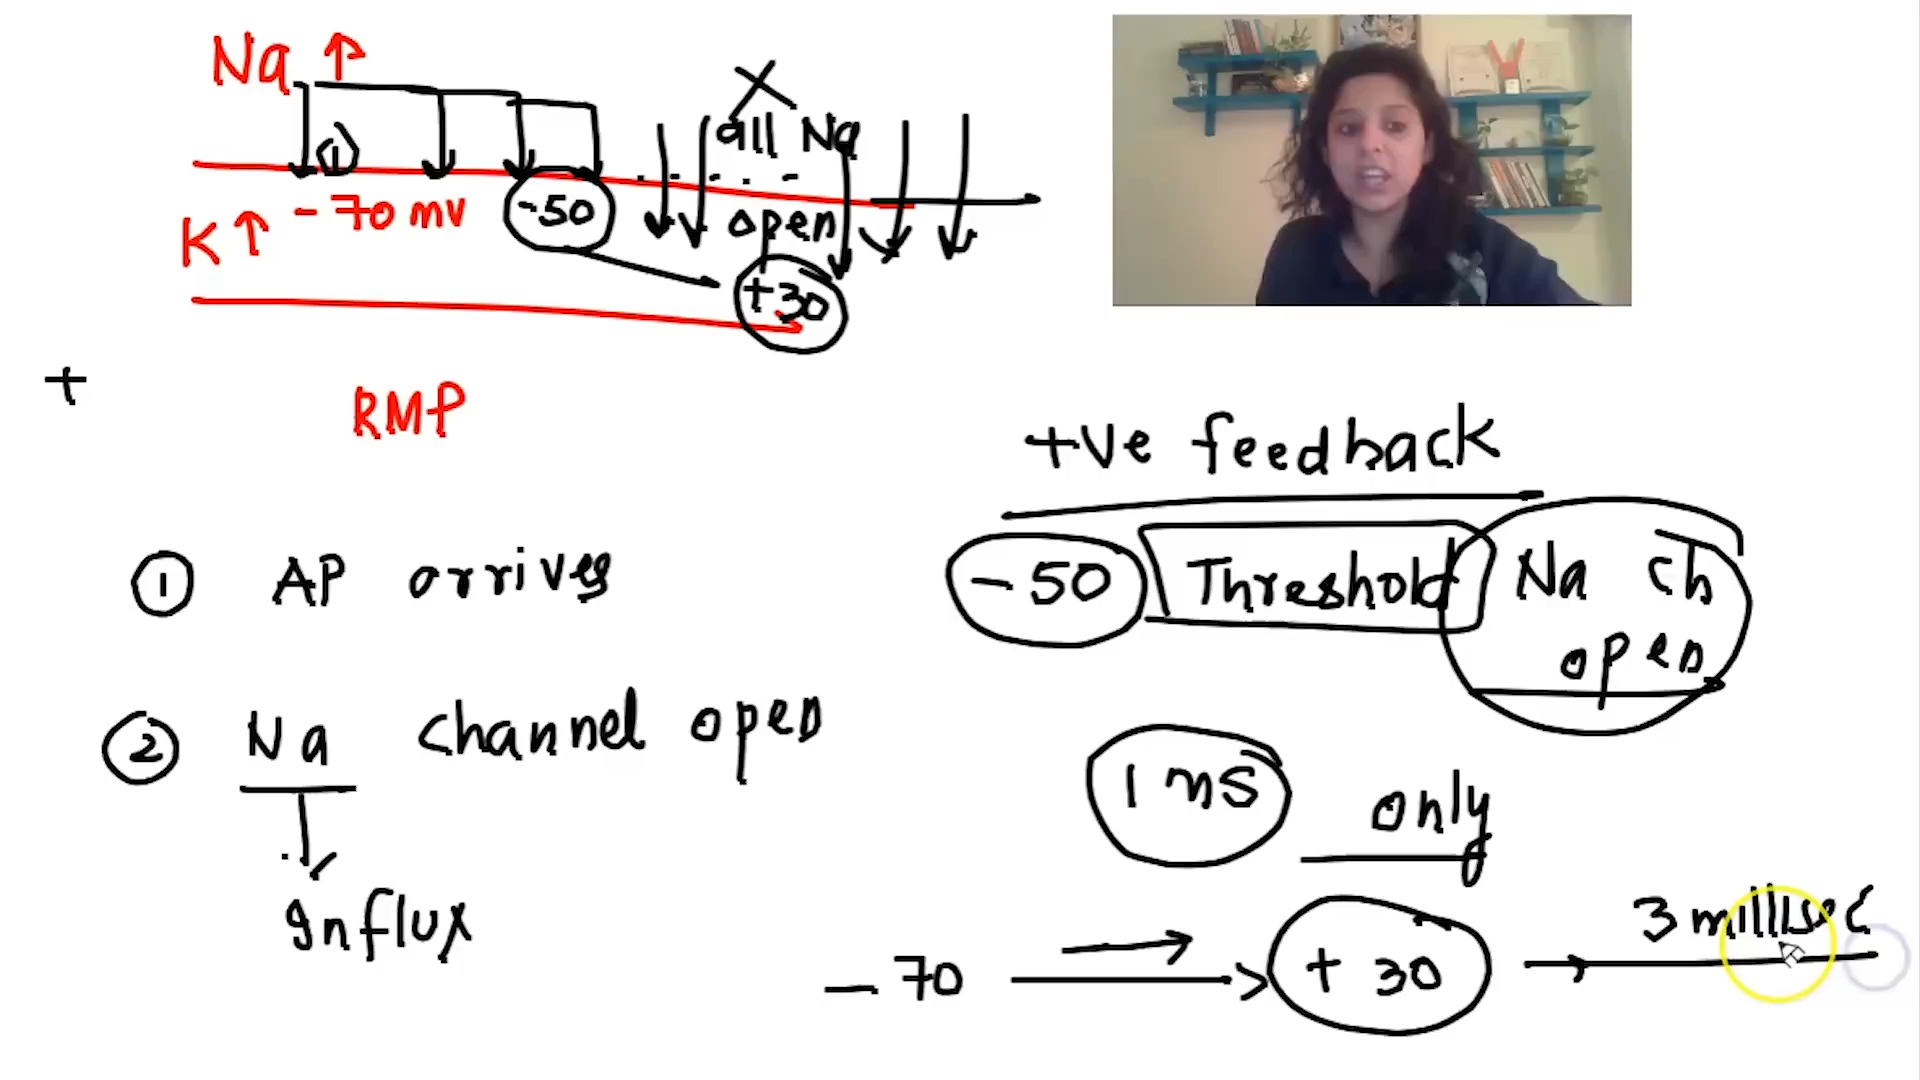 Na ↑
①
all Na
K ↑ - 70 mv
-50
open
+30
+
RMP
+ve feedback
① AP arrives
- 50 Threshold Na ch
open
② Na channel open
1 ms only
Influx
3 millisec
- 70 → + 30 →